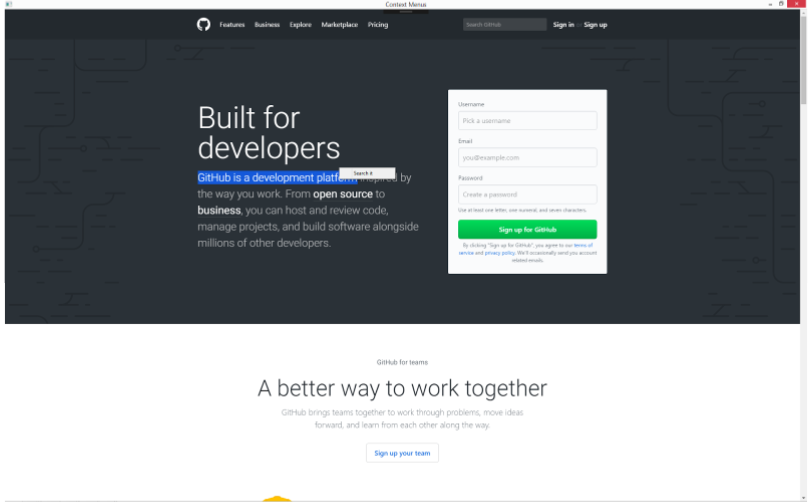 Context Menus
Features Business Explore Marketplace Pricing
Search GitHub
Sign in or Sign up
Built for
developers
GitHub is a development platform inspired by
Search it
the way you work. From open source to
business, you can host and review code,
manage projects, and build software alongside
millions of other developers.
Username
Pick a username
Email
you@example.com
Password
Create a password
Use at least one letter, one numeral, and seven characters.
Sign up for GitHub
By clicking "Sign up for GitHub", you agree to our terms of
service and privacy policy. We'll occasionally send you account
related emails.
GitHub for teams
A better way to work together
GitHub brings teams together to work through problems, move ideas
forward, and learn from each other along the way.
Sign up your team